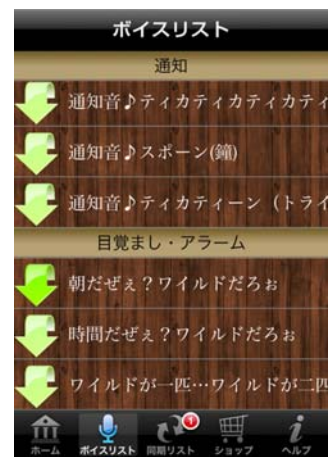 ボイスリスト
通知
通知音♪ティカティカティカティ
通知音♪スポーン(鐘)
通知音♪ティカティーン（トライ
目覚まし・アラーム
朝だぜぇ？ワイルドだろぉ
時間だぜぇ？ワイルドだろぉ
ワイルドが一匹…ワイルドが二匹
1
ホーム ボイスリスト 同期リスト ショップ ヘルプ